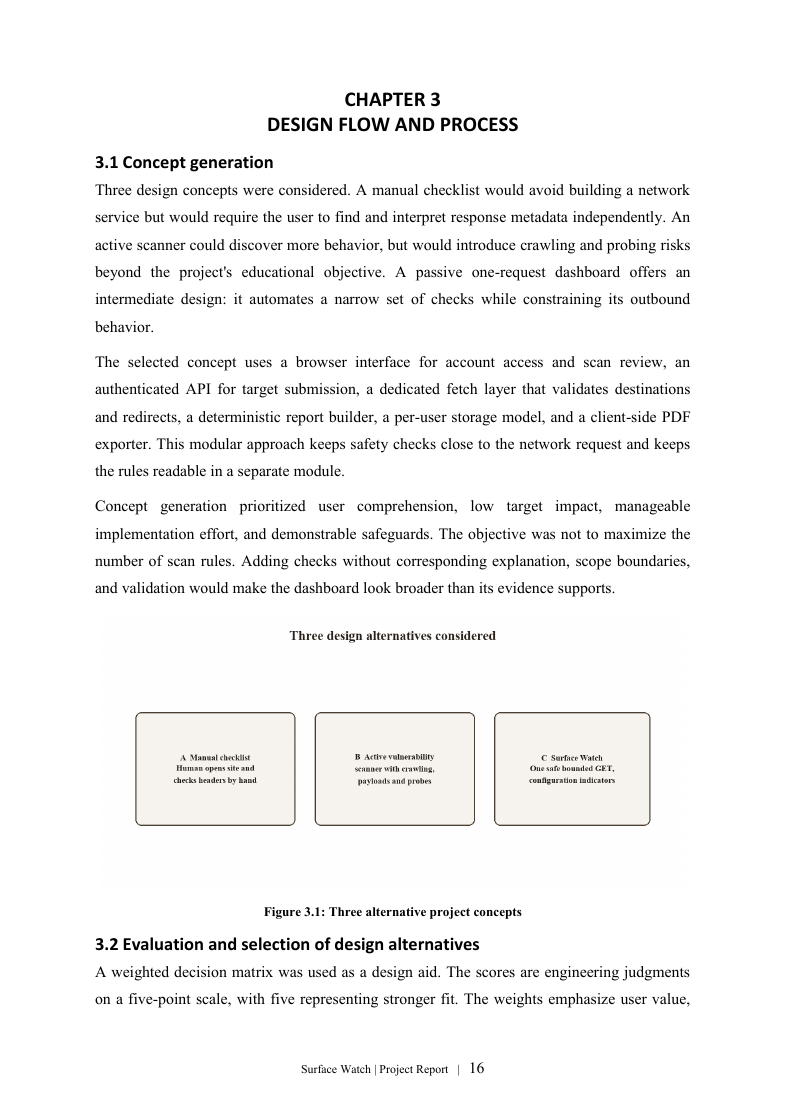 CHAPTER 3
DESIGN FLOW AND PROCESS
3.1 Concept generation
Three design concepts were considered. A manual checklist would avoid building a network
service but would require the user to find and interpret response metadata independently. An
active scanner could discover more behavior, but would introduce crawling and probing risks
beyond the project's educational objective. A passive one-request dashboard offers an
intermediate design: it automates a narrow set of checks while constraining its outbound
behavior.
The selected concept uses a browser interface for account access and scan review, an
authenticated API for target submission, a dedicated fetch layer that validates destinations
and redirects, a deterministic report builder, a per-user storage model, and a client-side PDF
exporter. This modular approach keeps safety checks close to the network request and keeps
the rules readable in a separate module.
Concept generation prioritized user comprehension, low target impact, manageable
implementation effort, and demonstrable safeguards. The objective was not to maximize the
number of scan rules. Adding checks without corresponding explanation, scope boundaries,
and validation would make the dashboard look broader than its evidence supports.
Three design alternatives considered
A Manual checklist
Human opens site and
checks headers by hand
B Active vulnerability
scanner with crawling,
payloads and probes
C Surface Watch
One safe bounded GET,
configuration indicators
Figure 3.1: Three alternative project concepts
3.2 Evaluation and selection of design alternatives
A weighted decision matrix was used as a design aid. The scores are engineering judgments
on a five-point scale, with five representing stronger fit. The weights emphasize user value,
Surface Watch | Project Report | 16